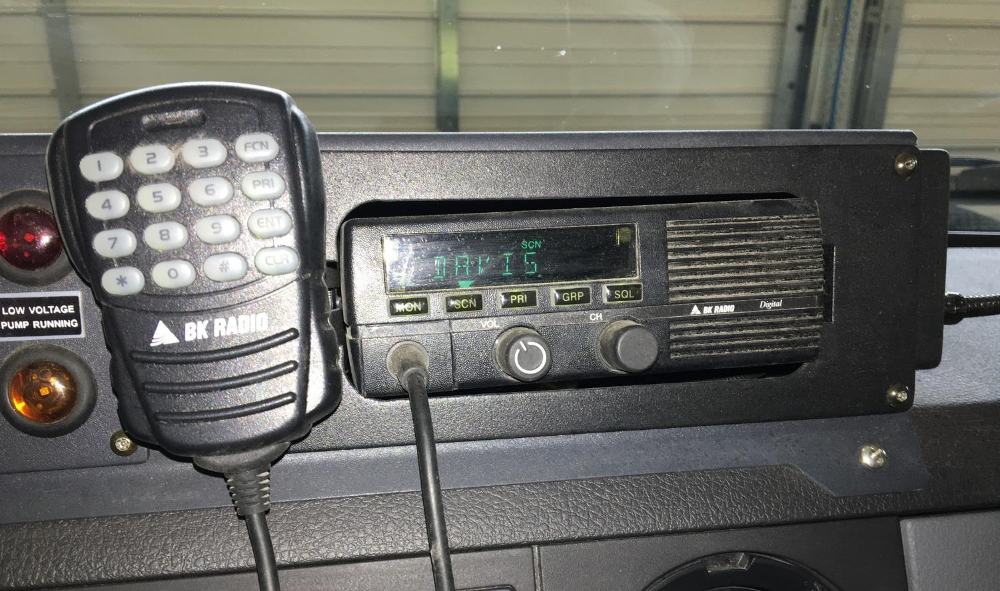 1 2 3 FCN
4 5 6 PRI
7 8 9 ENT
* 0 # CLR
BK RADIO
LOW VOLTAGE
PUMP RUNNING
SCN
DAVIS
MON SCN PRI GRP SQL
VOL CH
BK RADIO Digital